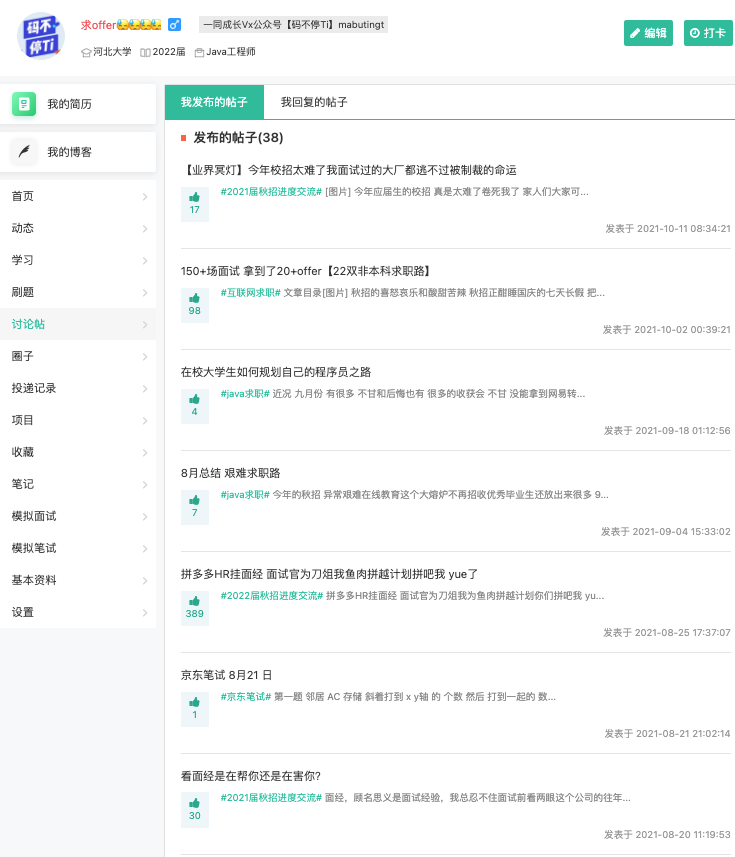 码不停Ti
求offer
一同成长Vx公众号【码不停Ti】mabutingt
河北大学 2022届 Java工程师
编辑 打卡
我的简历
我的博客
首页
动态
学习
刷题
讨论帖
圈子
投递记录
项目
收藏
笔记
模拟面试
模拟笔试
基本资料
设置
我发布的帖子 我回复的帖子
发布的帖子(38)
【业界冥灯】今年校招太难了我面试过的大厂都逃不过被制裁的命运
17
#2021届秋招进度交流# [图片] 今年应届生的校招 真是太难了卷死我了 家人们大家可...
发表于 2021-10-11 08:34:21
150+场面试 拿到了20+offer【22双非本科求职路】
98
#互联网求职# 文章目录[图片] 秋招的喜怒哀乐和酸甜苦辣 秋招正酣睡国庆的七天长假 把...
发表于 2021-10-02 00:39:21
在校大学生如何规划自己的程序员之路
4
#java求职# 近况 九月份 有很多 不甘和后悔也有 很多的收获会 不甘 没能拿到网易转...
发表于 2021-09-18 01:12:56
8月总结 艰难求职路
7
#java求职# 今年的秋招 异常艰难在线教育这个大熔炉不再招收优秀毕业生还放出来很多 9...
发表于 2021-09-04 15:33:02
拼多多HR挂面经 面试官为刀俎我鱼肉拼越计划拼吧我 yue了
389
#2022届秋招进度交流# 拼多多HR挂面经 面试官为刀俎我为鱼肉拼越计划你们拼吧我 yu...
发表于 2021-08-25 17:37:07
京东笔试 8月21 日
1
#京东笔试# 第一题 邻居 AC 存储 斜着打到 x y轴 的 个数 然后 打到一起的 数...
发表于 2021-08-21 21:02:14
看面经是在帮你还是在害你?
30
#2021届秋招进度交流# 面经，顾名思义是面试经验，我总忍不住面试前看两眼这个公司的往年...
发表于 2021-08-20 11:19:53